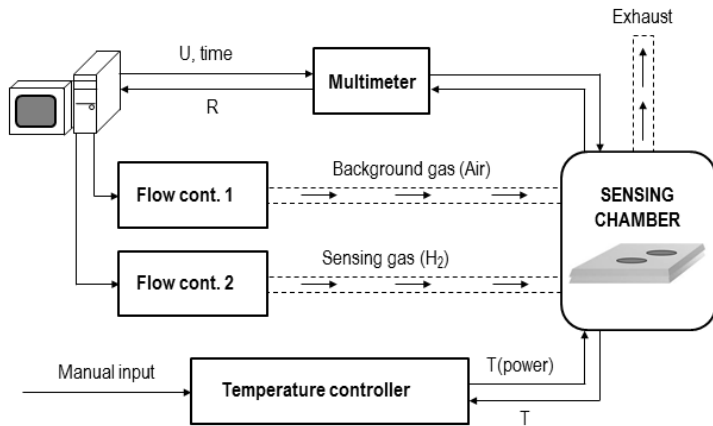 Exhaust
U, time
R
Multimeter
Background gas (Air)
Flow cont. 1
SENSING
CHAMBER
Sensing gas (H₂)
Flow cont. 2
Manual input
Temperature controller
T(power)
T